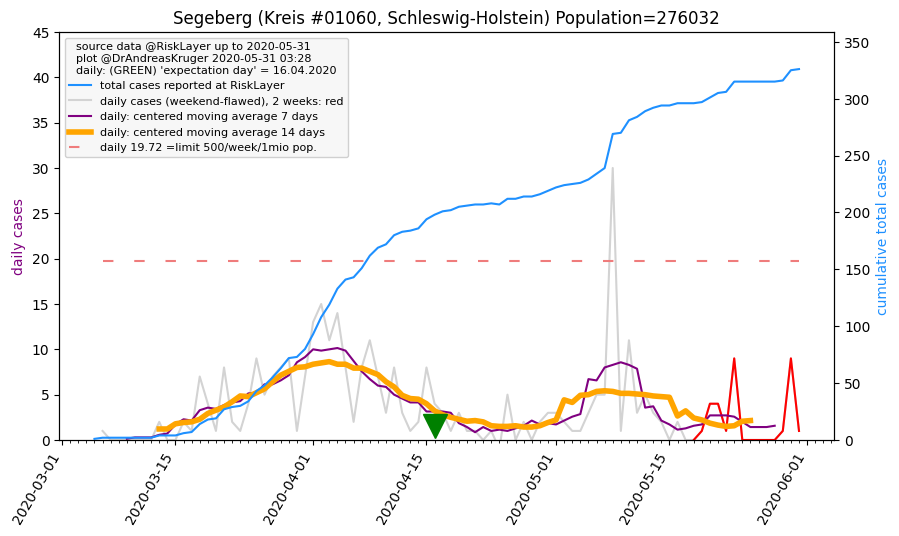 Segeberg (Kreis #01060, Schleswig-Holstein) Population=276032
source data @RiskLayer up to 2020-05-31
plot @DrAndreasKruger 2020-05-31 03:28
daily: (GREEN) 'expectation day' = 16.04.2020
total cases reported at RiskLayer
daily cases (weekend-flawed), 2 weeks: red
daily: centered moving average 7 days
daily: centered moving average 14 days
daily 19.72 =limit 500/week/1mio pop.
45
40
35
30
25
20
15
10
5
0
daily cases
350
300
250
200
150
100
50
0
cumulative total cases
2020-03-01
2020-03-15
2020-04-01
2020-04-15
2020-05-01
2020-05-15
2020-06-01